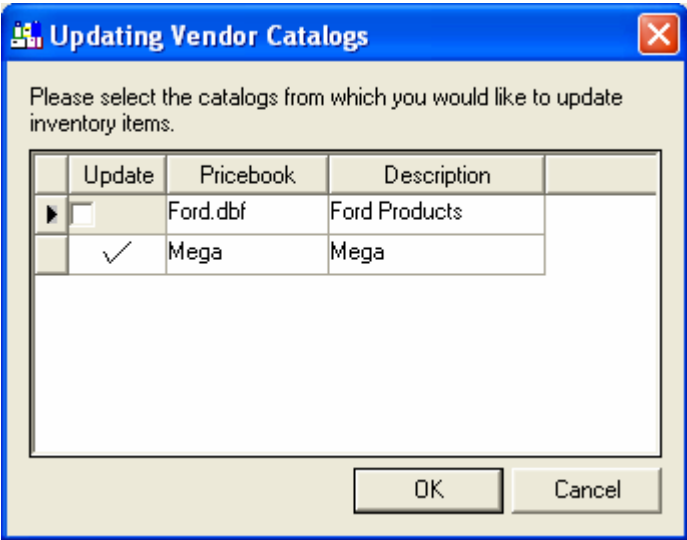 Updating Vendor Catalogs
Please select the catalogs from which you would like to update
inventory items.
Update Pricebook Description
Ford.dbf Ford Products
Mega Mega
OK Cancel